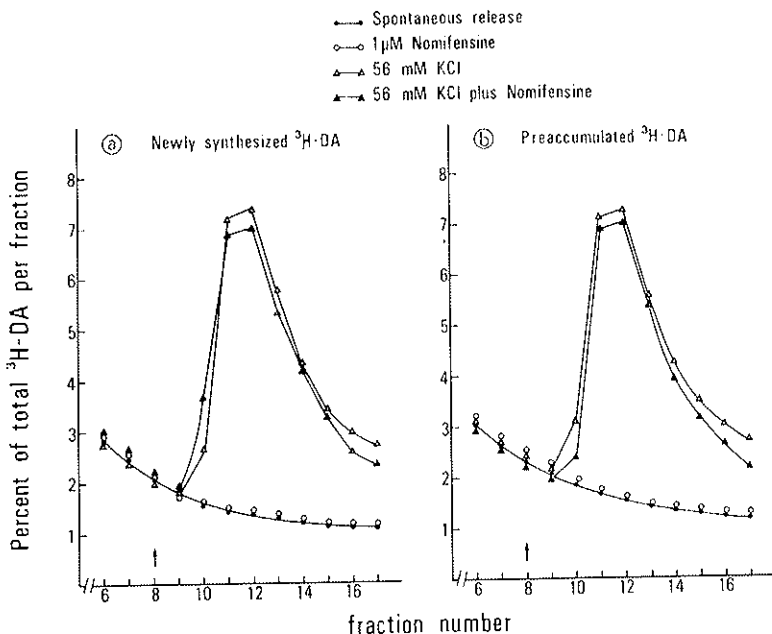 Spontaneous release
1µM Nomifensine
56 mM KCl
56 mM KCl plus Nomifensine
ⓐ Newly synthesized ³H-DA
ⓑ Preaccumulated ³H-DA
Percent of total ³H-DA per fraction
8
7
6
5
4
3
2
1
8
7
6
5
4
3
2
1
6 8 10 12 14 16
6 8 10 12 14 16
fraction number